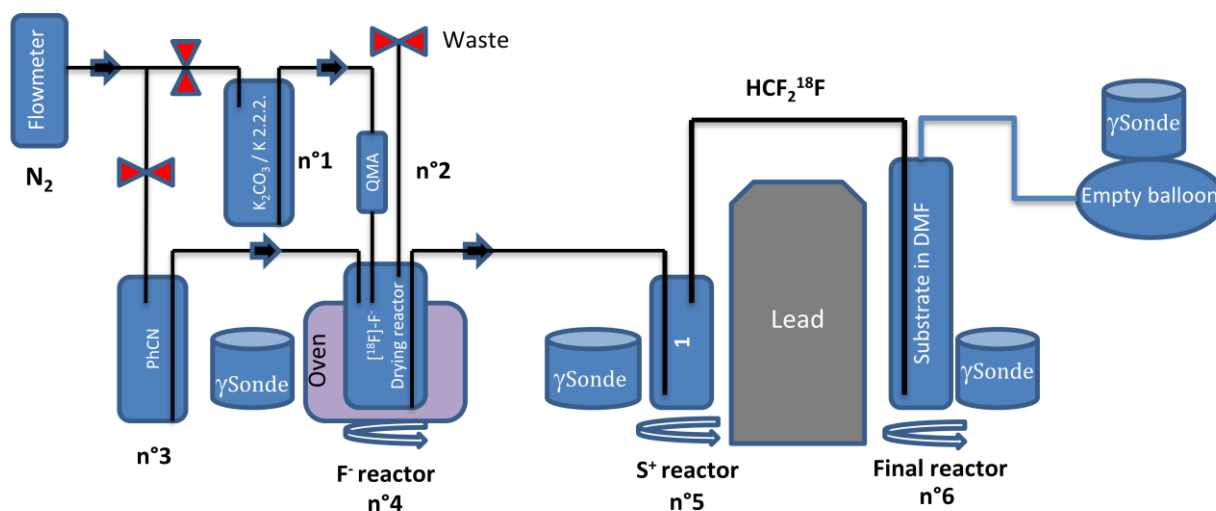 Flowmeter
N₂
K₂CO₃ / K 2.2.2.
n°1
QMA
Waste
n°2
PhCN
n°3
γSonde
Oven
[¹⁸F]-F⁻
Drying reactor
F⁻ reactor
n°4
γSonde
1
S⁺ reactor
n°5
HCF₂¹⁸F
Lead
Substrate in DMF
γSonde
Final reactor
n°6
γSonde
Empty balloon